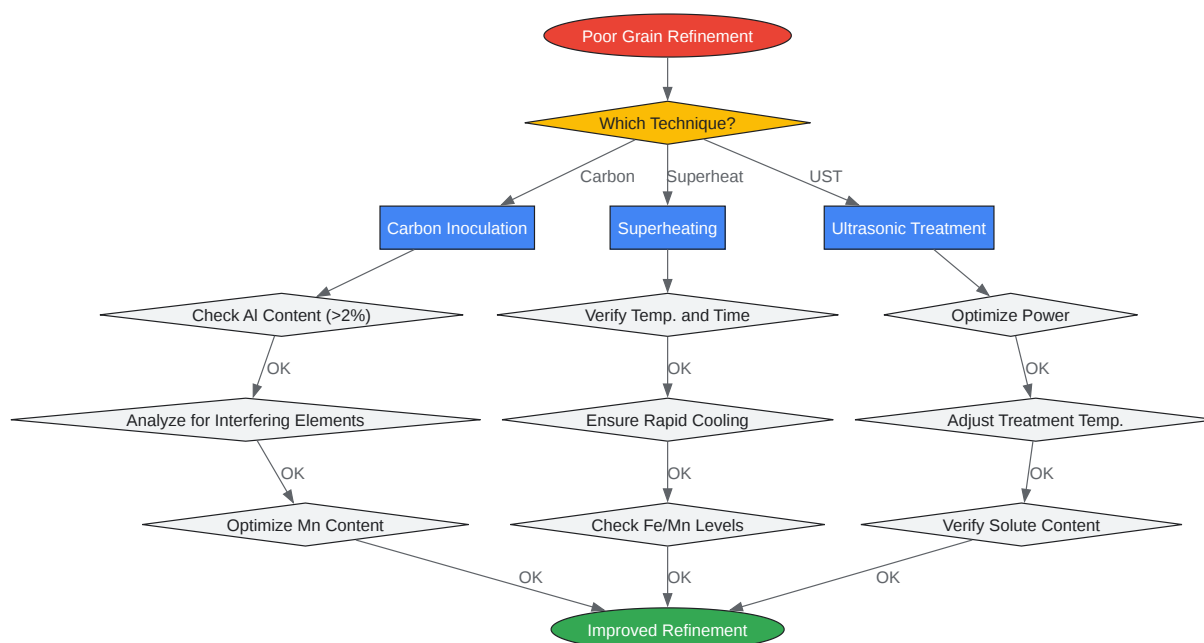 Poor Grain Refinement
Which Technique?
Carbon
Superheat
UST
Carbon Inoculation
Superheating
Ultrasonic Treatment
Check Al Content (>2%)
Verify Temp. and Time
Optimize Power
OK
OK
OK
Analyze for Interfering Elements
Ensure Rapid Cooling
Adjust Treatment Temp.
OK
OK
OK
Optimize Mn Content
Check Fe/Mn Levels
Verify Solute Content
OK
OK
OK
Improved Refinement